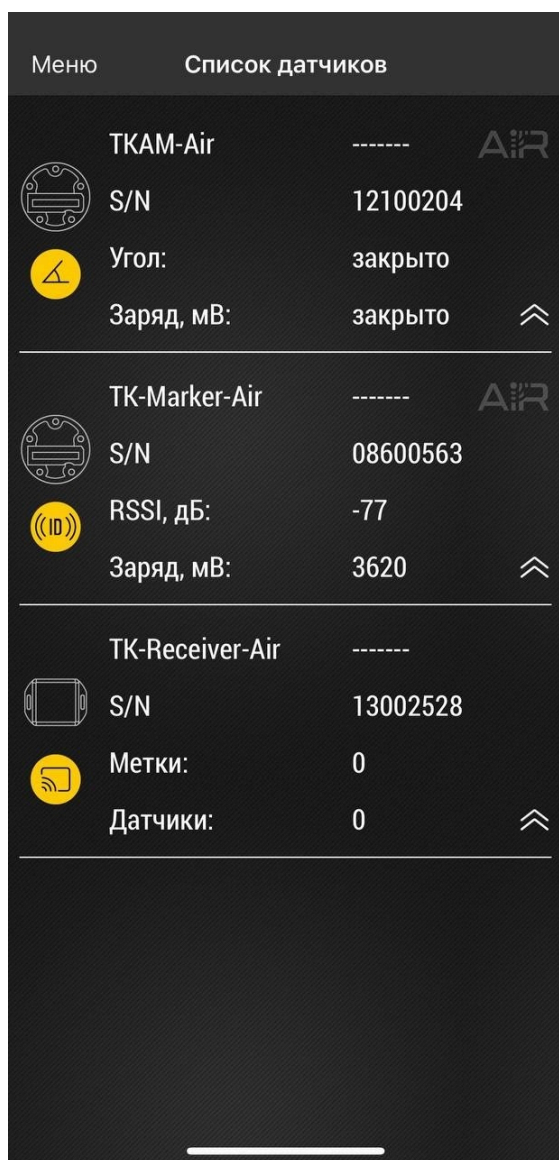 Меню Список датчиков
TKAM-Air ------- AiR
S/N 12100204
Угол: закрыто
Заряд, мВ: закрыто
TK-Marker-Air ------- AiR
S/N 08600563
((ID)) RSSI, дБ: -77
Заряд, мВ: 3620
TK-Receiver-Air -------
S/N 13002528
Метки: 0
Датчики: 0